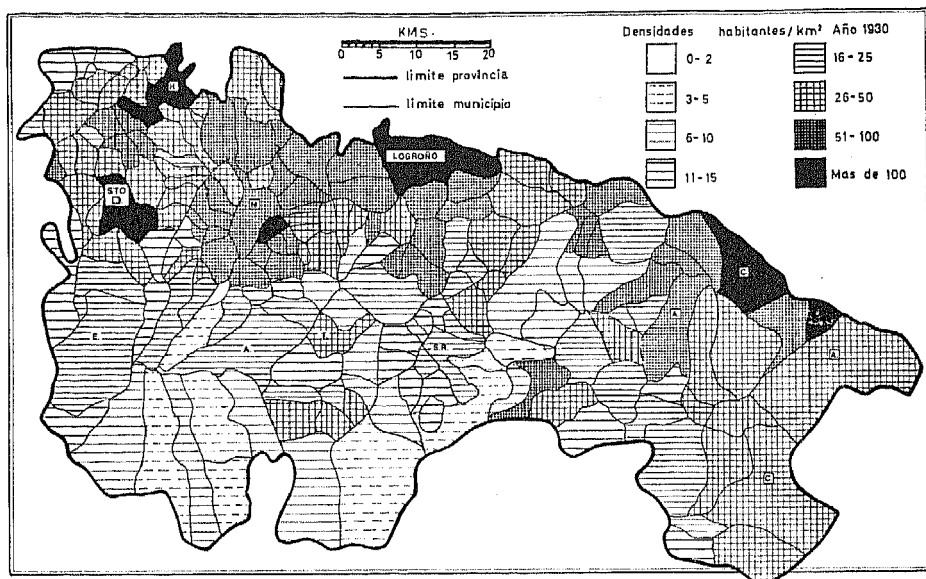 KMS.
0 5 10 20
limite provincia
limite municipio
Densidades habitantes/km² Año 1930
0-2
3-5
6-10
11-15
16-25
26-50
51-100
Mas de 100
H
LOGROÑO
STO
D
N
C
A
A
E
A
S.R.
C